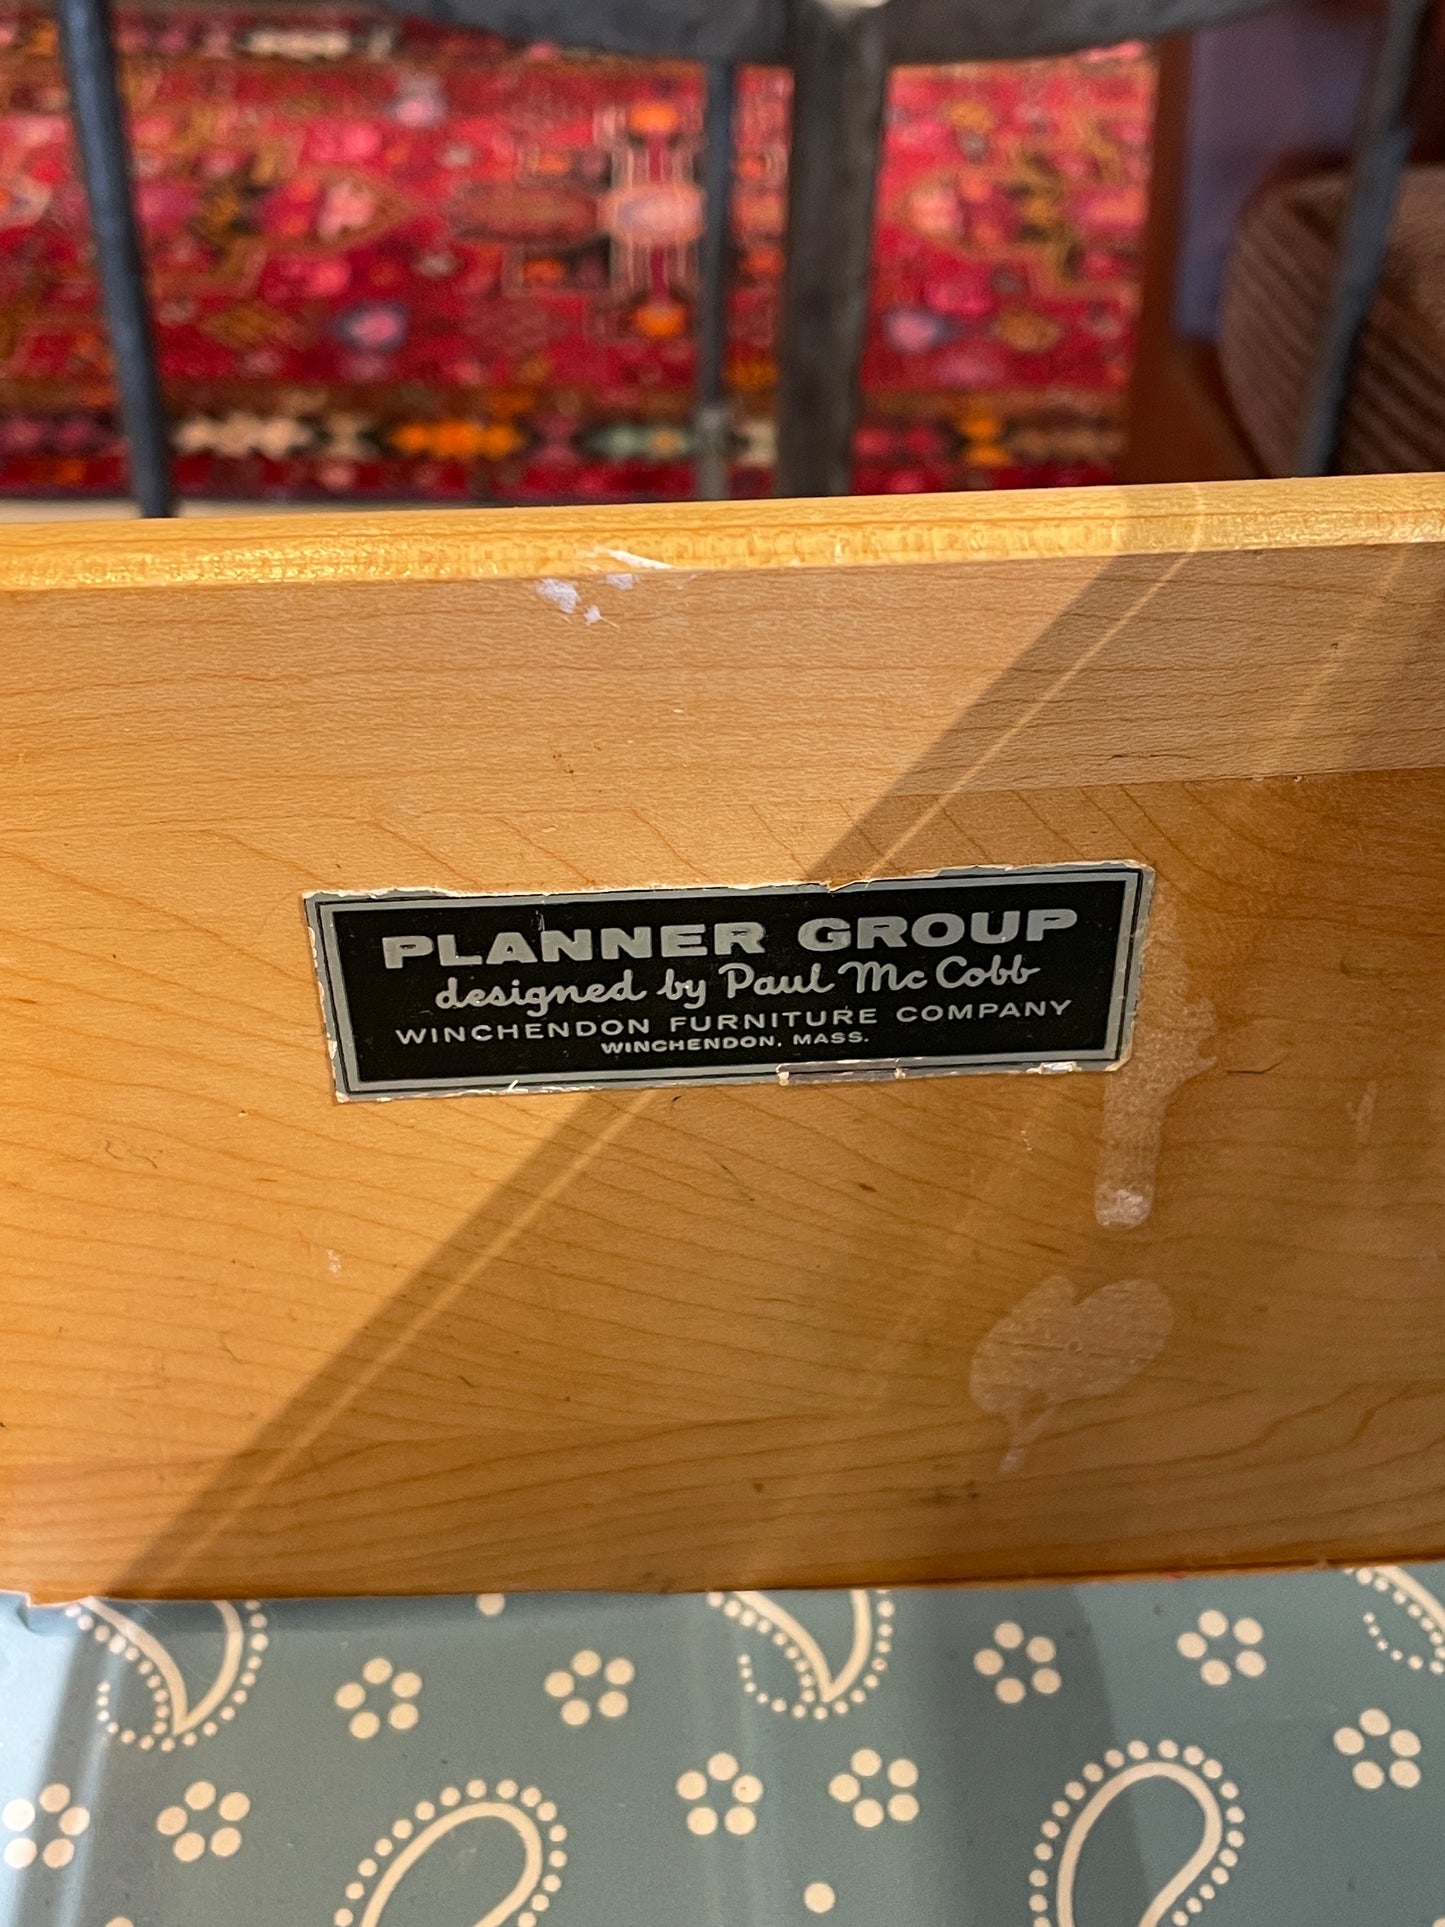 PLANNER GROUP
designed by Paul McCobb
WINCHENDON FURNITURE COMPANY
WINCHENDON, MASS.